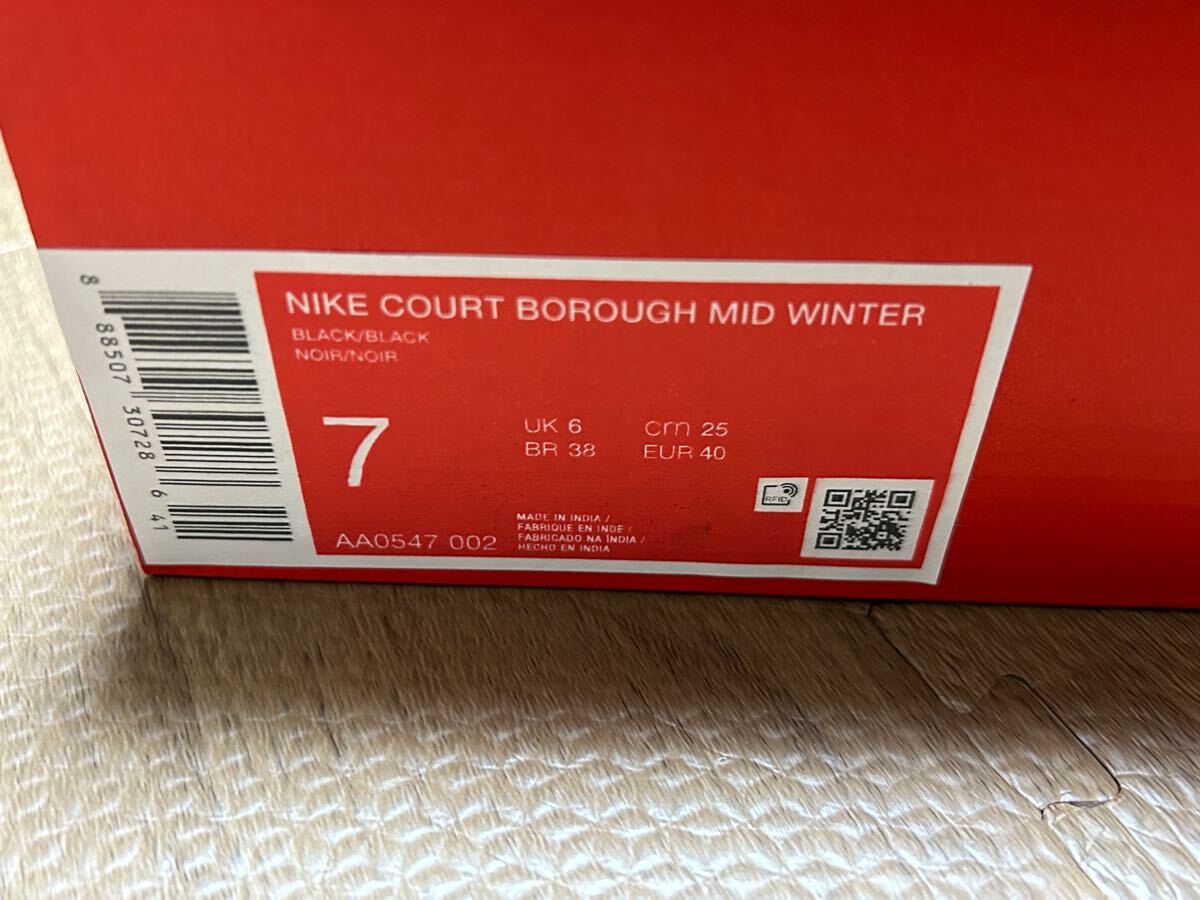 NIKE COURT BOROUGH MID WINTER
BLACK/BLACK
NOIR/NOIR
7
UK 6 cm 25
BR 38 EUR 40
AA0547 002
MADE IN INDIA /
FABRIQUE EN INDE /
FABRICADO NA ÍNDIA /
HECHO EN INDIA
RFID
8 88507 30728 6 41